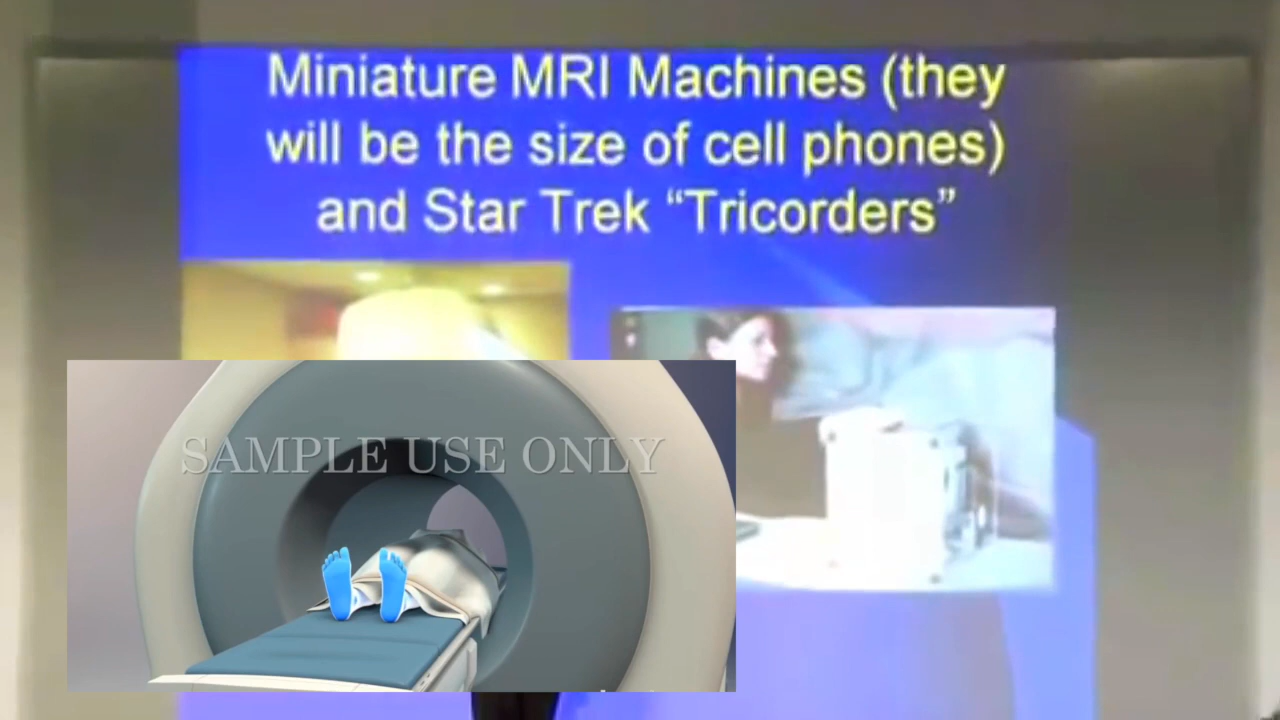 Miniature MRI Machines (they
will be the size of cell phones)
and Star Trek “Tricorders”
SAMPLE USE ONLY